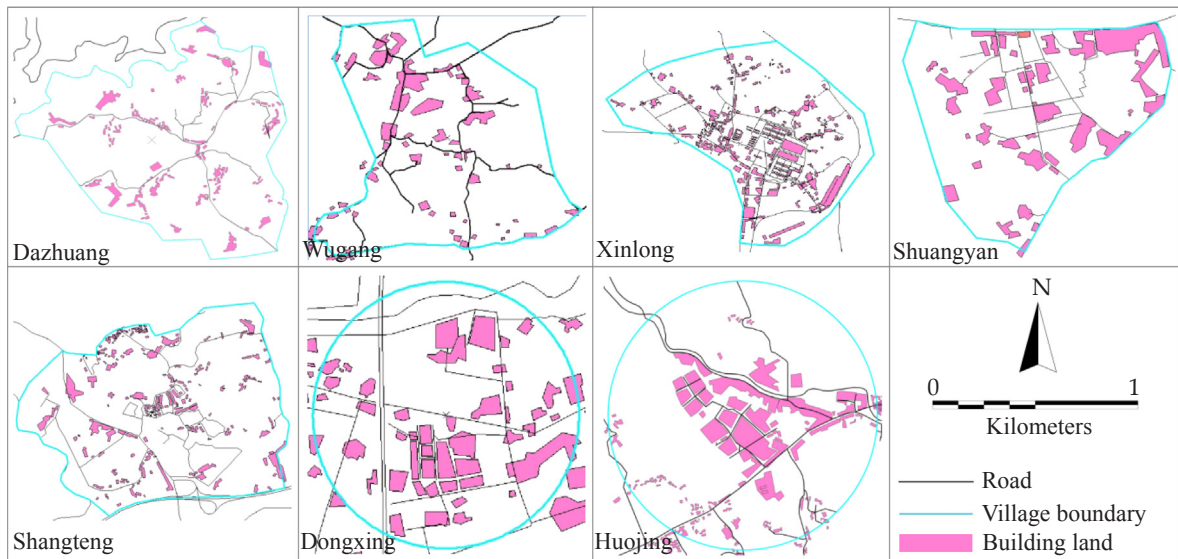 Dazhuang
Wugang
Xinlong
Shuangyan
Shangteng
Dongxing
Huojing
N
0 1
Kilometers
Road
Village boundary
Building land